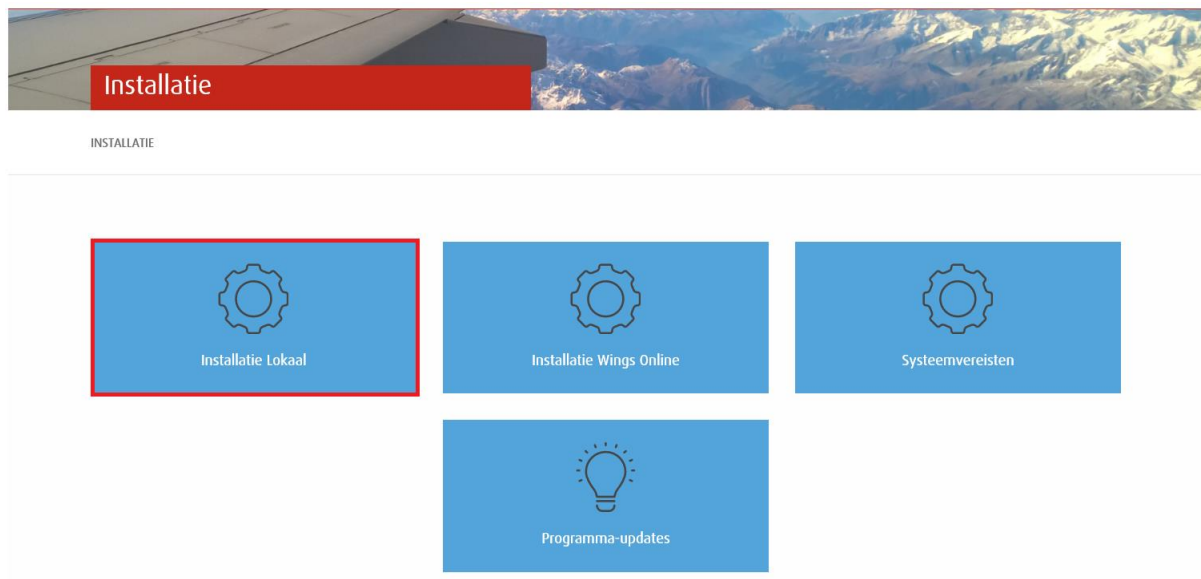 Installatie
INSTALLATIE
Installatie Lokaal
Installatie Wings Online
Systeemvereisten
Programma-updates